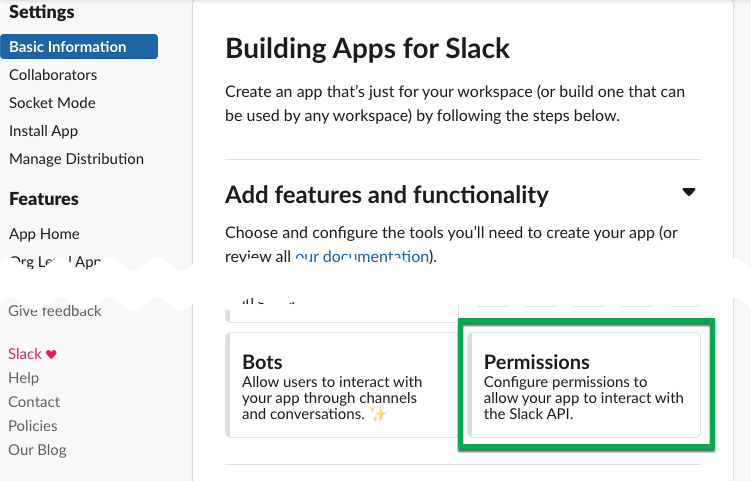 Settings
Basic Information
Collaborators
Socket Mode
Install App
Manage Distribution
Features
App Home
Org Level App
Give feedback
Slack ♥
Help
Contact
Policies
Our Blog
Building Apps for Slack
Create an app that’s just for your workspace (or build one that can
be used by any workspace) by following the steps below.
Add features and functionality
Choose and configure the tools you’ll need to create your app (or
review all our documentation).
Bots
Allow users to interact with
your app through channels
and conversations. ✨
Permissions
Configure permissions to
allow your app to interact with
the Slack API.